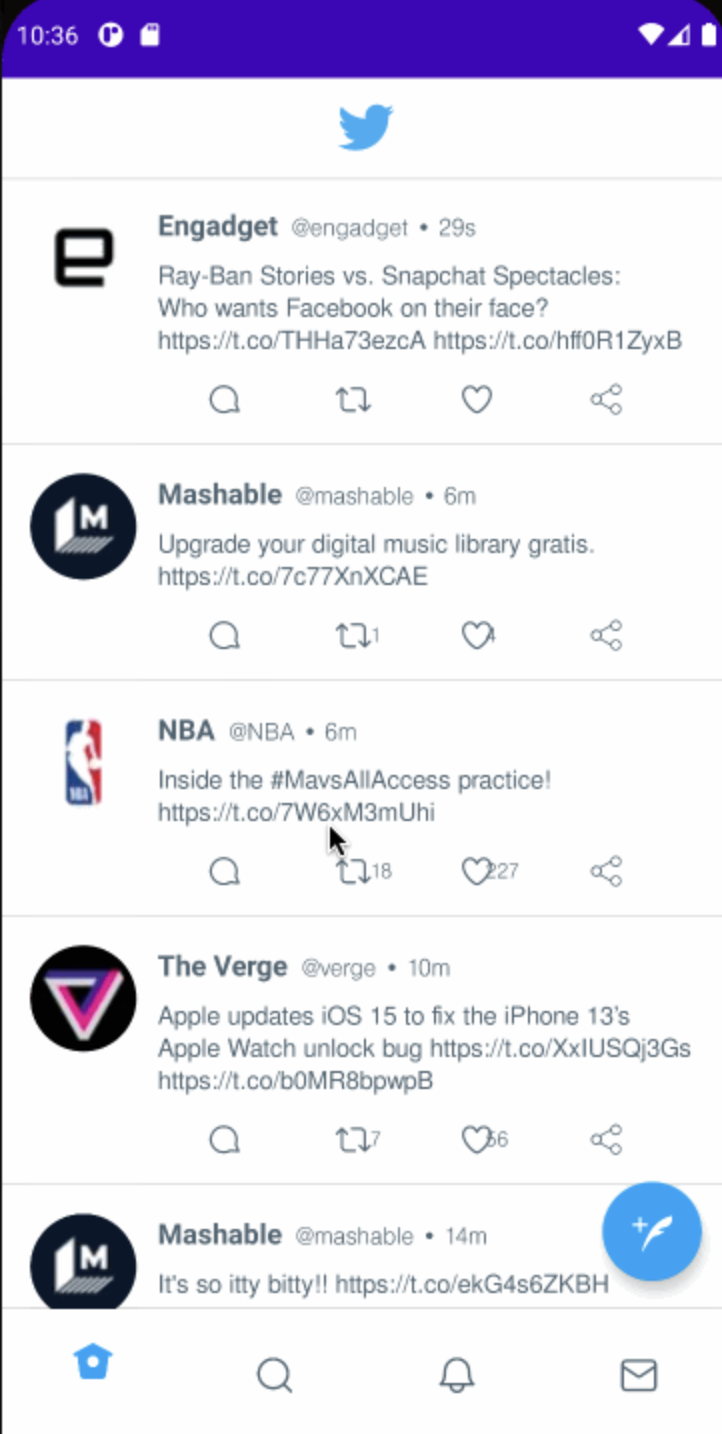 10:36
Engadget @engadget • 29s
Ray-Ban Stories vs. Snapchat Spectacles:
Who wants Facebook on their face?
https://t.co/THHa73ezcA https://t.co/hff0R1ZyxB
M
Mashable @mashable • 6m
Upgrade your digital music library gratis.
https://t.co/7c77XnXCAE
1 4
NBA @NBA • 6m
NBA
Inside the #MavsAllAccess practice!
https://t.co/7W6xM3mUhi
18 227
The Verge @verge • 10m
Apple updates iOS 15 to fix the iPhone 13's
Apple Watch unlock bug https://t.co/XxIUSQj3Gs
https://t.co/b0MR8bpwpB
7 56
M
Mashable @mashable • 14m
It's so itty bitty!! https://t.co/ekG4s6ZKBH